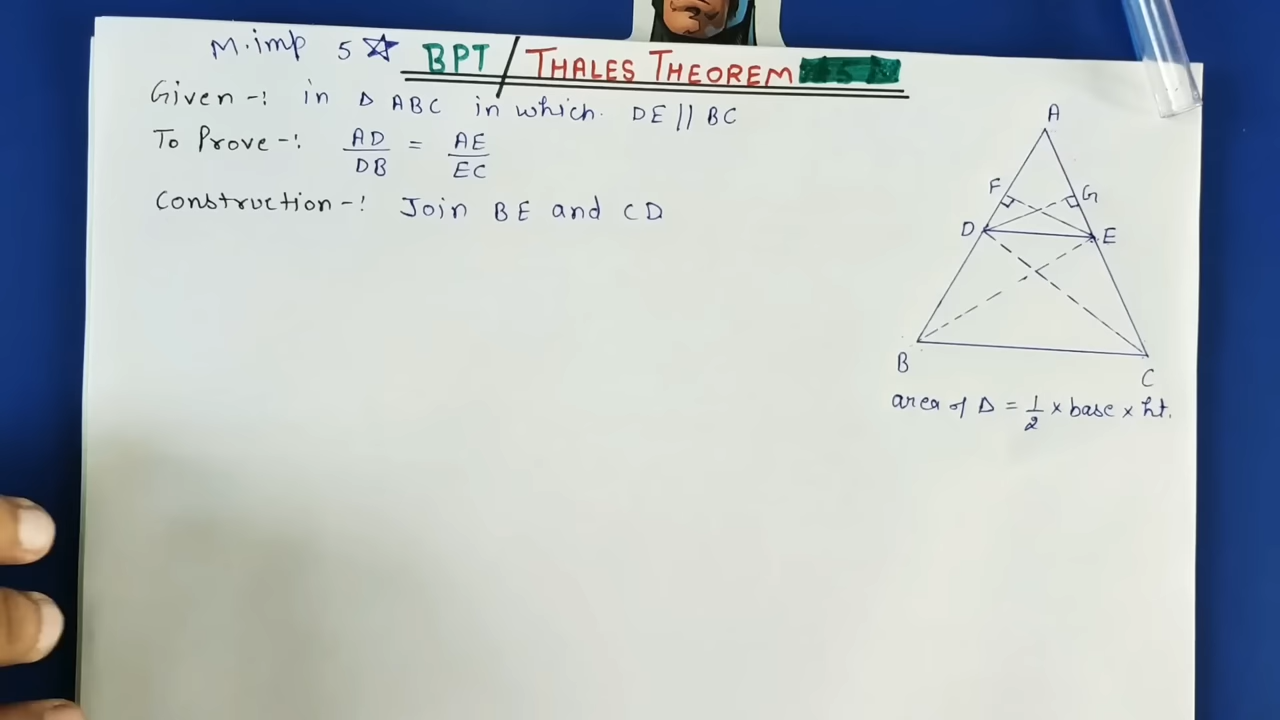 M. imp 5 ☆ BPT / THALES THEOREM
Given -: in Δ ABC in which. DE || BC
To Prove -: AD/DB = AE/EC
Construction -: Join BE and CD
A
F
G
D
E
B
C
area of Δ = 1/2 × base × ht.